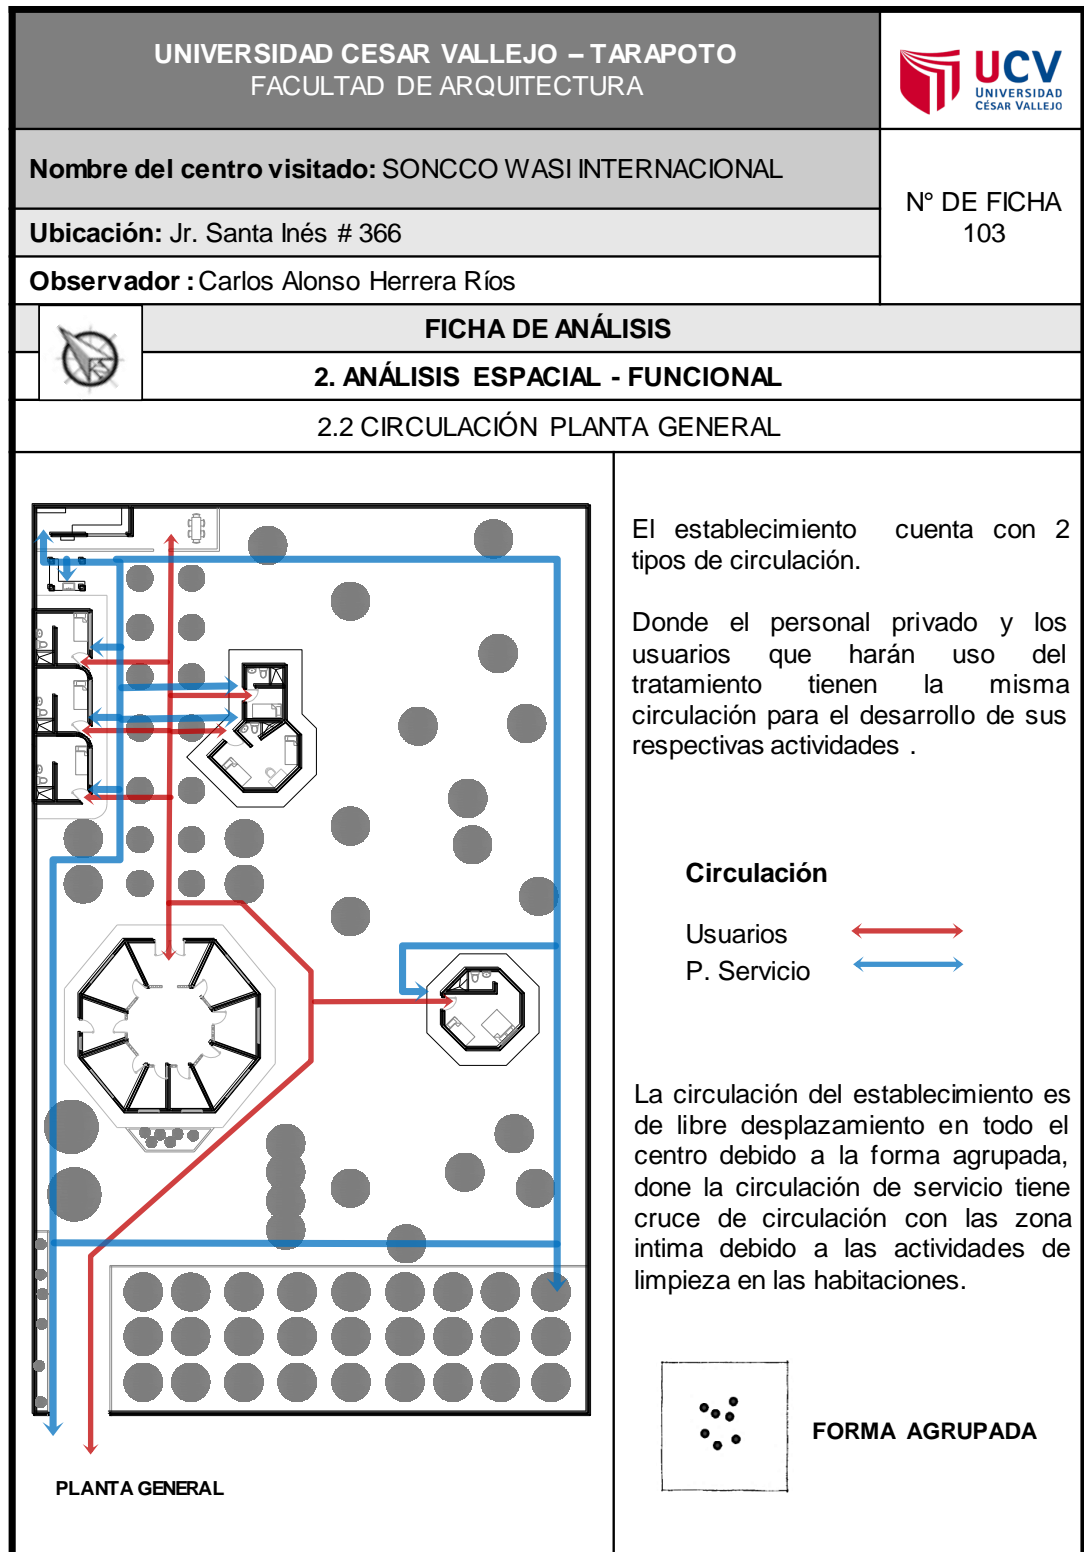 UNIVERSIDAD CESAR VALLEJO – TARAPOTO
FACULTAD DE ARQUITECTURA
UCV
UNIVERSIDAD
CÉSAR VALLEJO
Nombre del centro visitado: SONCCO WASI INTERNACIONAL
N° DE FICHA
103
Ubicación: Jr. Santa Inés # 366
Observador : Carlos Alonso Herrera Ríos
FICHA DE ANÁLISIS
2. ANÁLISIS ESPACIAL - FUNCIONAL
2.2 CIRCULACIÓN PLANTA GENERAL
El establecimiento cuenta con 2
tipos de circulación.
Donde el personal privado y los
usuarios que harán uso del
tratamiento tienen la misma
circulación para el desarrollo de sus
respectivas actividades .
Circulación
Usuarios
P. Servicio
La circulación del establecimiento es
de libre desplazamiento en todo el
centro debido a la forma agrupada,
done la circulación de servicio tiene
cruce de circulación con las zona
intima debido a las actividades de
limpieza en las habitaciones.
FORMA AGRUPADA
PLANTA GENERAL